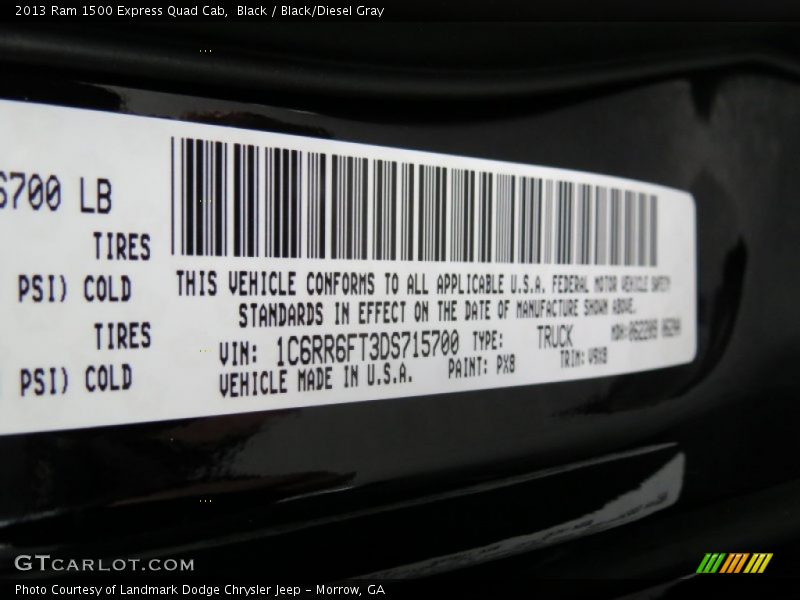 2013 Ram 1500 Express Quad Cab,  Black / Black/Diesel Gray
6700 LB
TIRES
PSI) COLD
TIRES
PSI) COLD
THIS VEHICLE CONFORMS TO ALL APPLICABLE U.S.A. FEDERAL MOTOR VEHICLE SAFETY
STANDARDS IN EFFECT ON THE DATE OF MANUFACTURE SHOWN ABOVE.
VIN: 1C6RR6FT3DS715700 TYPE: TRUCK MDH:
VEHICLE MADE IN U.S.A. PAINT: PX8 TRIM: V9X8
GTCARLOT.COM
Photo Courtesy of Landmark Dodge Chrysler Jeep - Morrow, GA